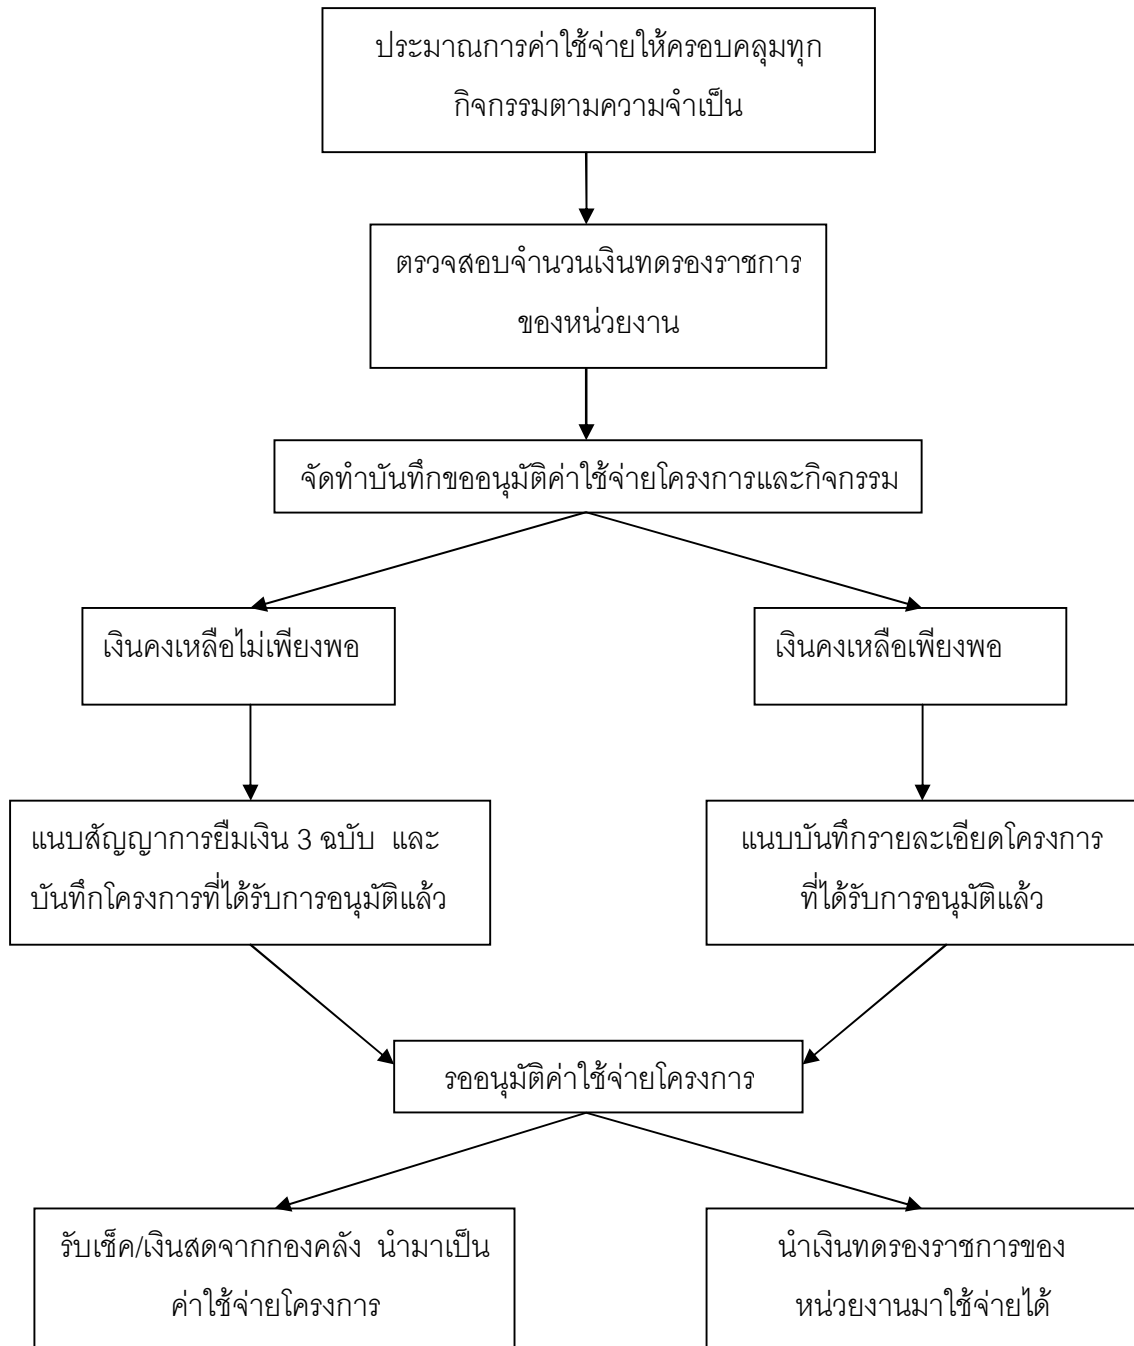 ประมาณการค่าใช้จ่ายให้ครอบคลุมทุก
กิจกรรมตามความจำเป็น
ตรวจสอบจำนวนเงินทดรองราชการ
ของหน่วยงาน
จัดทำบันทึกขออนุมัติค่าใช้จ่ายโครงการและกิจกรรม
เงินคงเหลือไม่เพียงพอ
เงินคงเหลือเพียงพอ
แนบสัญญาการยืมเงิน 3 ฉบับ และ
บันทึกโครงการที่ได้รับการอนุมัติแล้ว
แนบบันทึกรายละเอียดโครงการ
ที่ได้รับการอนุมัติแล้ว
รออนุมัติค่าใช้จ่ายโครงการ
รับเช็ค/เงินสดจากกองคลัง นำมาเป็น
ค่าใช้จ่ายโครงการ
นำเงินทดรองราชการของ
หน่วยงานมาใช้จ่ายได้